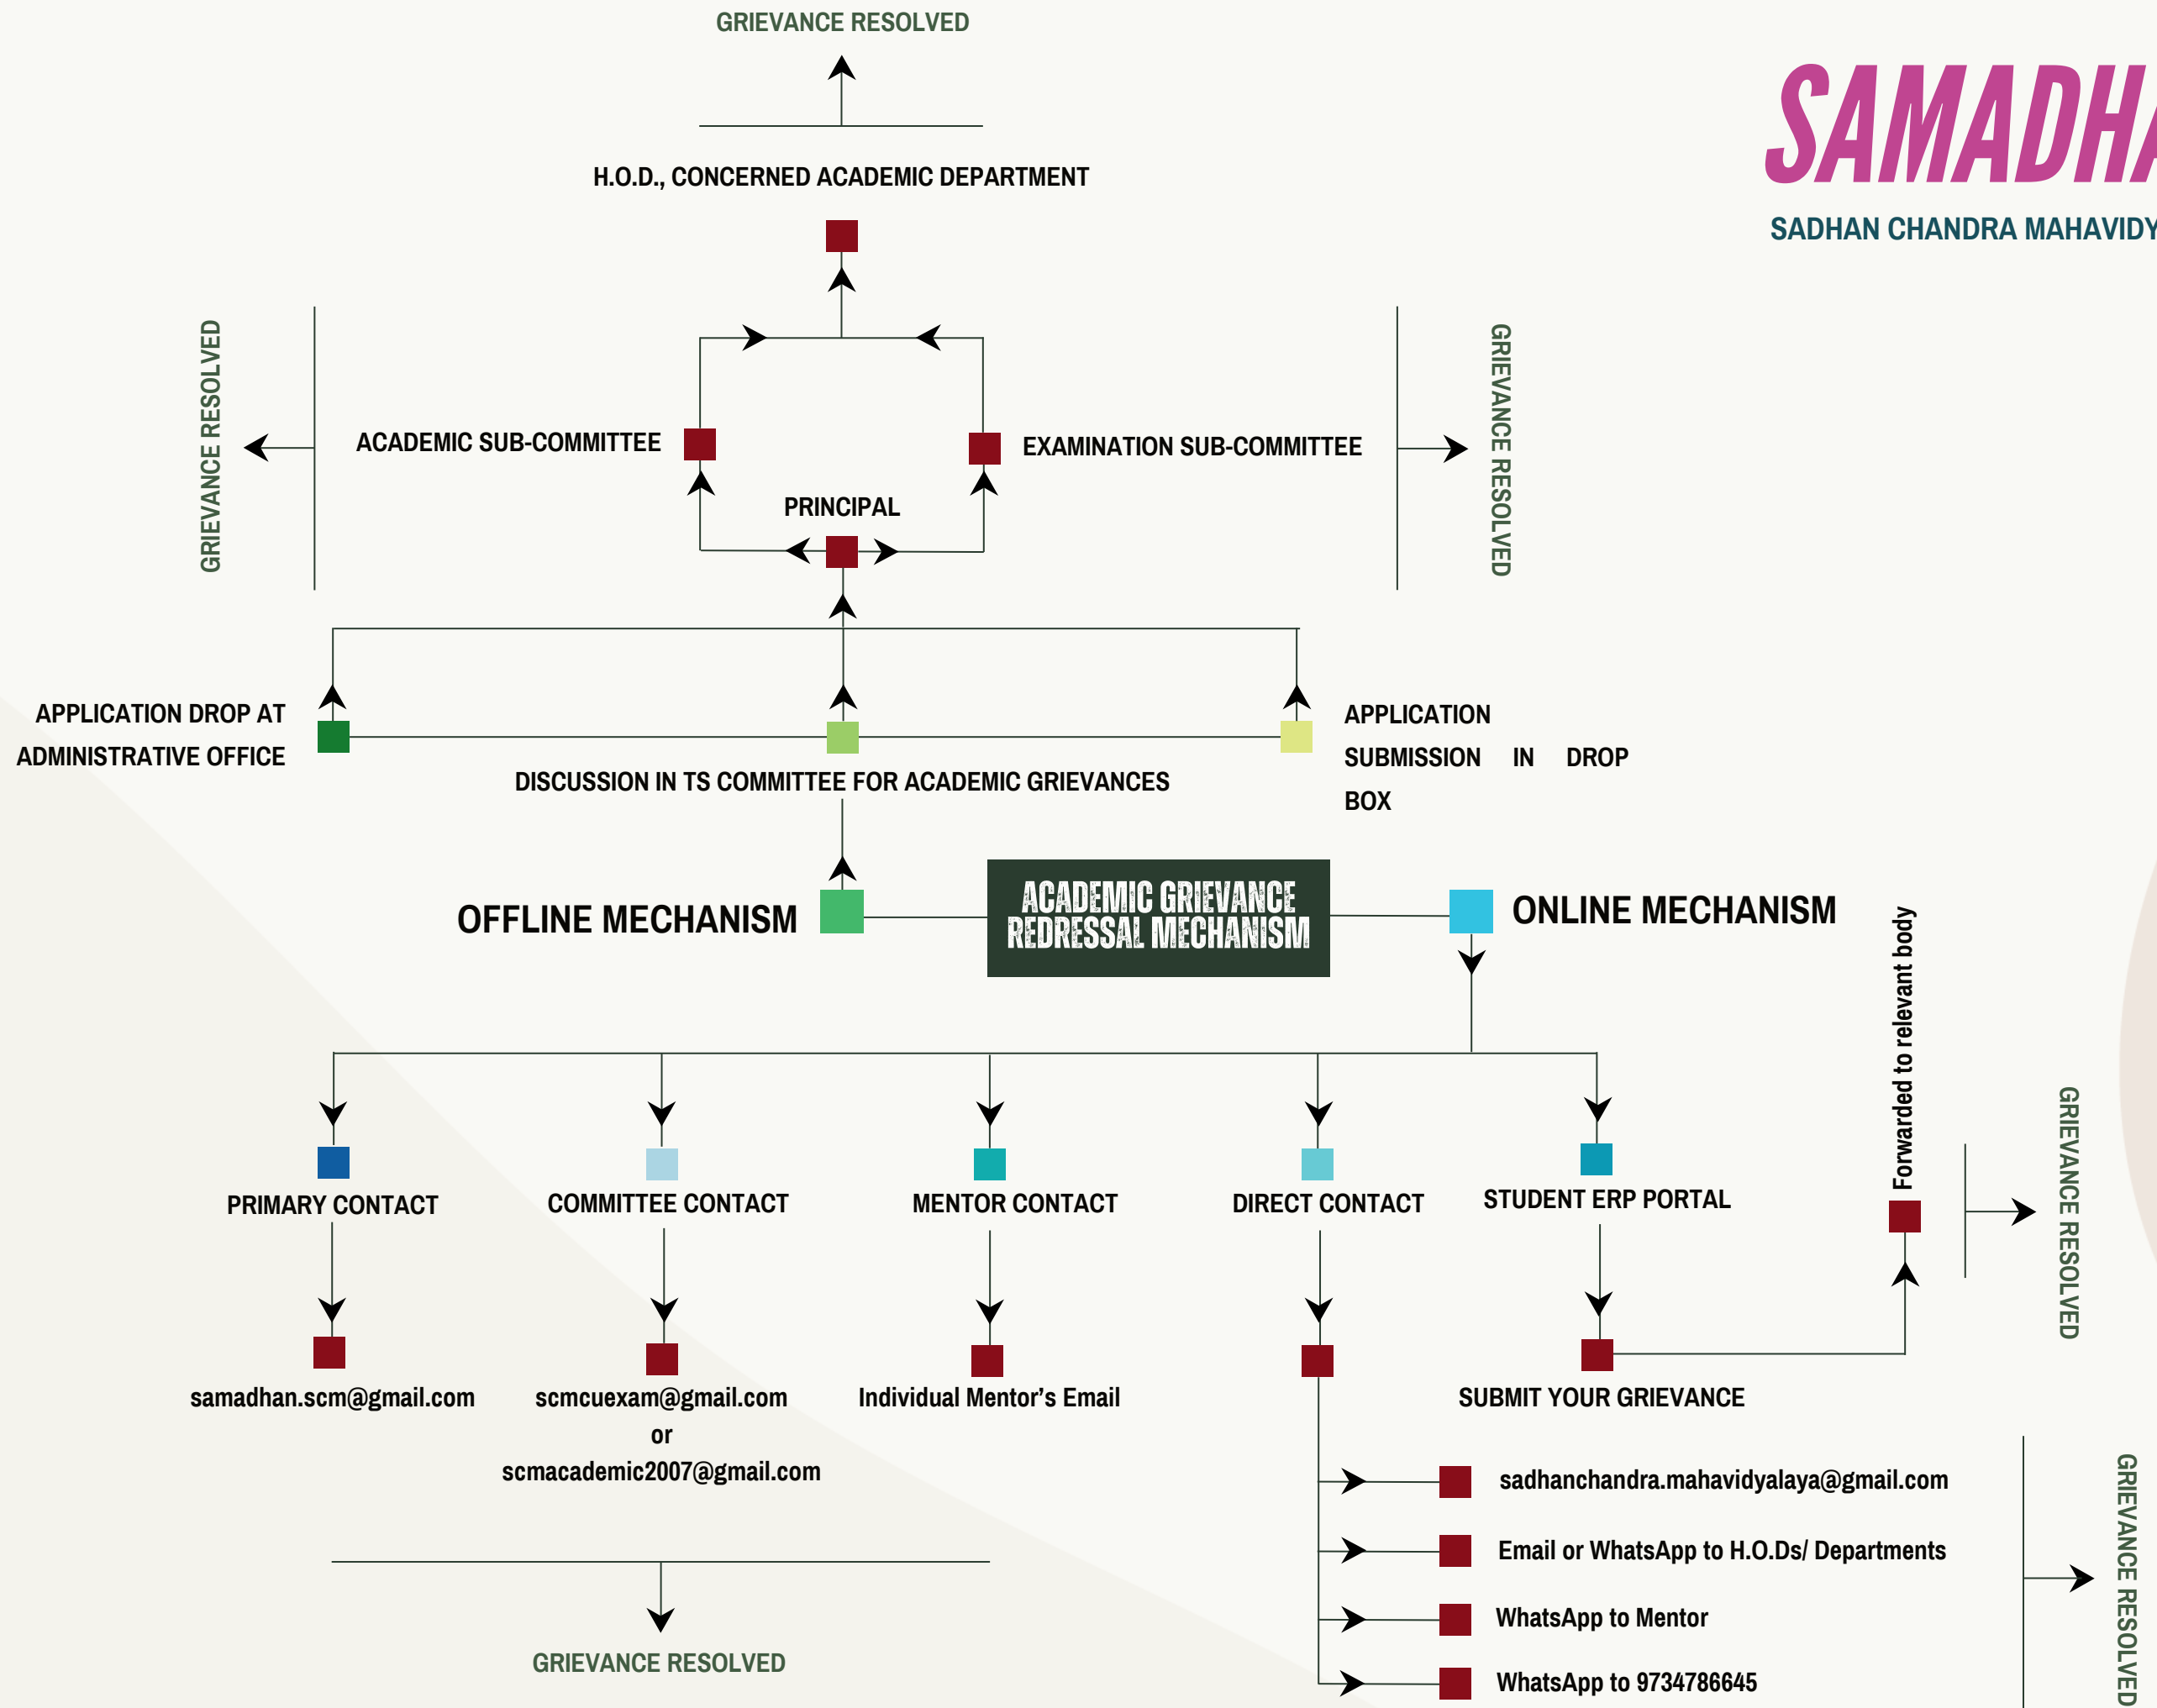 GRIEVANCE RESOLVED
SAMADHA
H.O.D., CONCERNED ACADEMIC DEPARTMENT
SADHAN CHANDRA MAHAVIDY
GRIEVANCE RESOLVED
ACADEMIC SUB-COMMITTEE
EXAMINATION SUB-COMMITTEE
GRIEVANCE RESOLVED
PRINCIPAL
APPLICATION DROP AT
ADMINISTRATIVE OFFICE
DISCUSSION IN TS COMMITTEE FOR ACADEMIC GRIEVANCES
APPLICATION
SUBMISSION IN DROP
BOX
OFFLINE MECHANISM
ACADEMIC GRIEVANCE
REDRESSAL MECHANISM
ONLINE MECHANISM
Forwarded to relevant body
GRIEVANCE RESOLVED
PRIMARY CONTACT
COMMITTEE CONTACT
MENTOR CONTACT
DIRECT CONTACT
STUDENT ERP PORTAL
samadhan.scm@gmail.com
scmcuexam@gmail.com
or
scmacademic2007@gmail.com
Individual Mentor’s Email
SUBMIT YOUR GRIEVANCE
sadhanchandra.mahavidyalaya@gmail.com
Email or WhatsApp to H.O.Ds/ Departments
WhatsApp to Mentor
WhatsApp to 9734786645
GRIEVANCE RESOLVED
GRIEVANCE RESOLVED